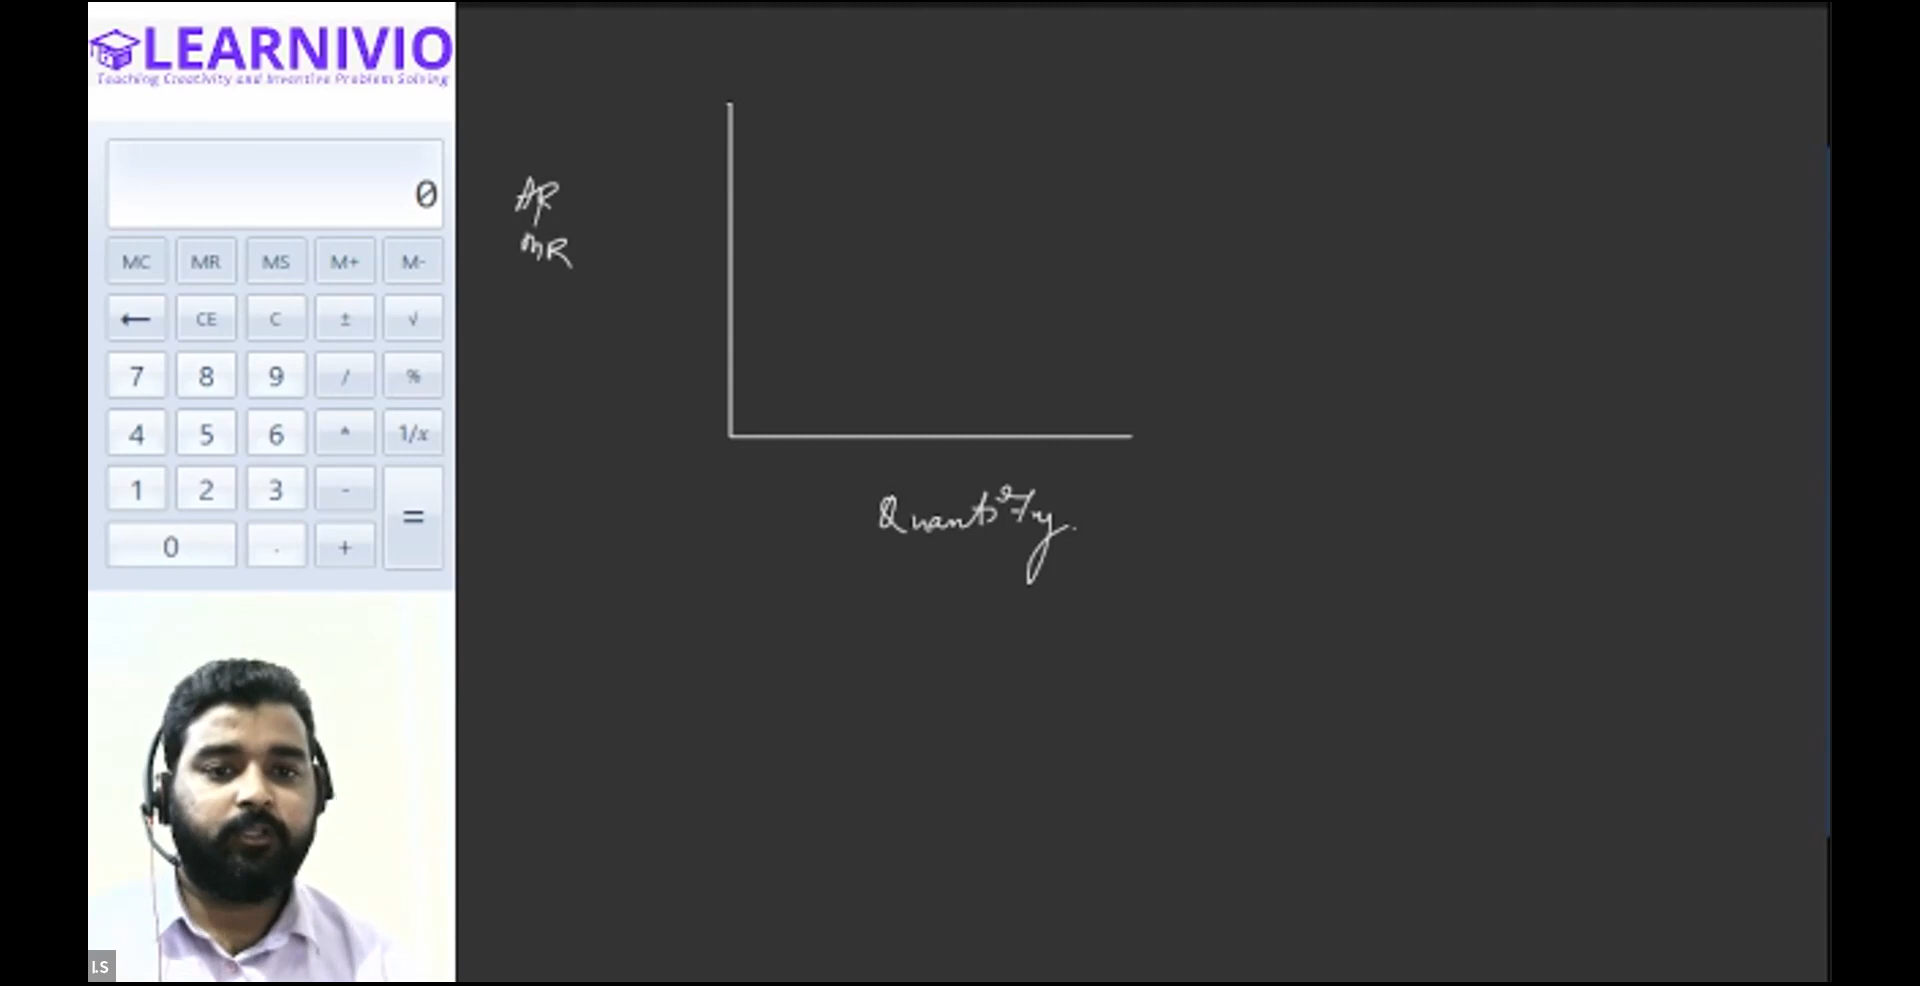 LEARNIVIO
Teaching Creativity and Inventive Problem Solving
0
MC MR MS M+ M-
← CE C ± √
7 8 9 / %
4 5 6 * 1/x
1 2 3 - =
0 . +
AR
MR
Quantity.
I.S